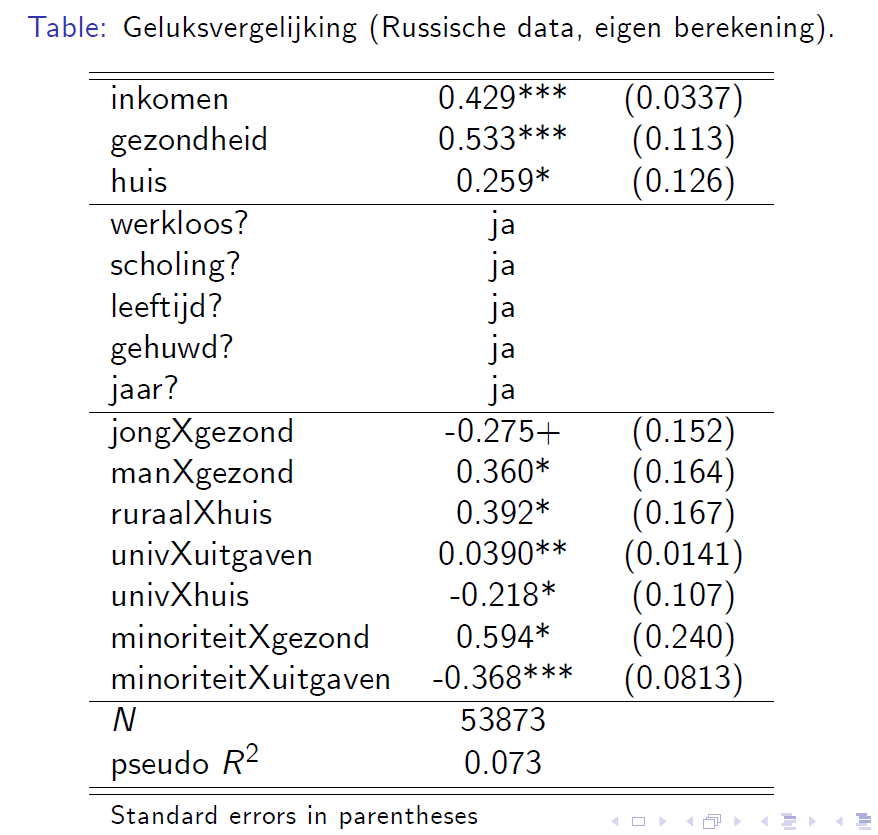 Table: Geluksvergelijking (Russische data, eigen berekening).
inkomen 0.429*** (0.0337)
gezondheid 0.533*** (0.113)
huis 0.259* (0.126)
werkloos? ja
scholing? ja
leeftijd? ja
gehuwd? ja
jaar? ja
jongXgezond -0.275+ (0.152)
manXgezond 0.360* (0.164)
ruraalXhuis 0.392* (0.167)
univXuitgaven 0.0390** (0.0141)
univXhuis -0.218* (0.107)
minoriteitXgezond 0.594* (0.240)
minoriteitXuitgaven -0.368*** (0.0813)
N 53873
pseudo R² 0.073
Standard errors in parentheses